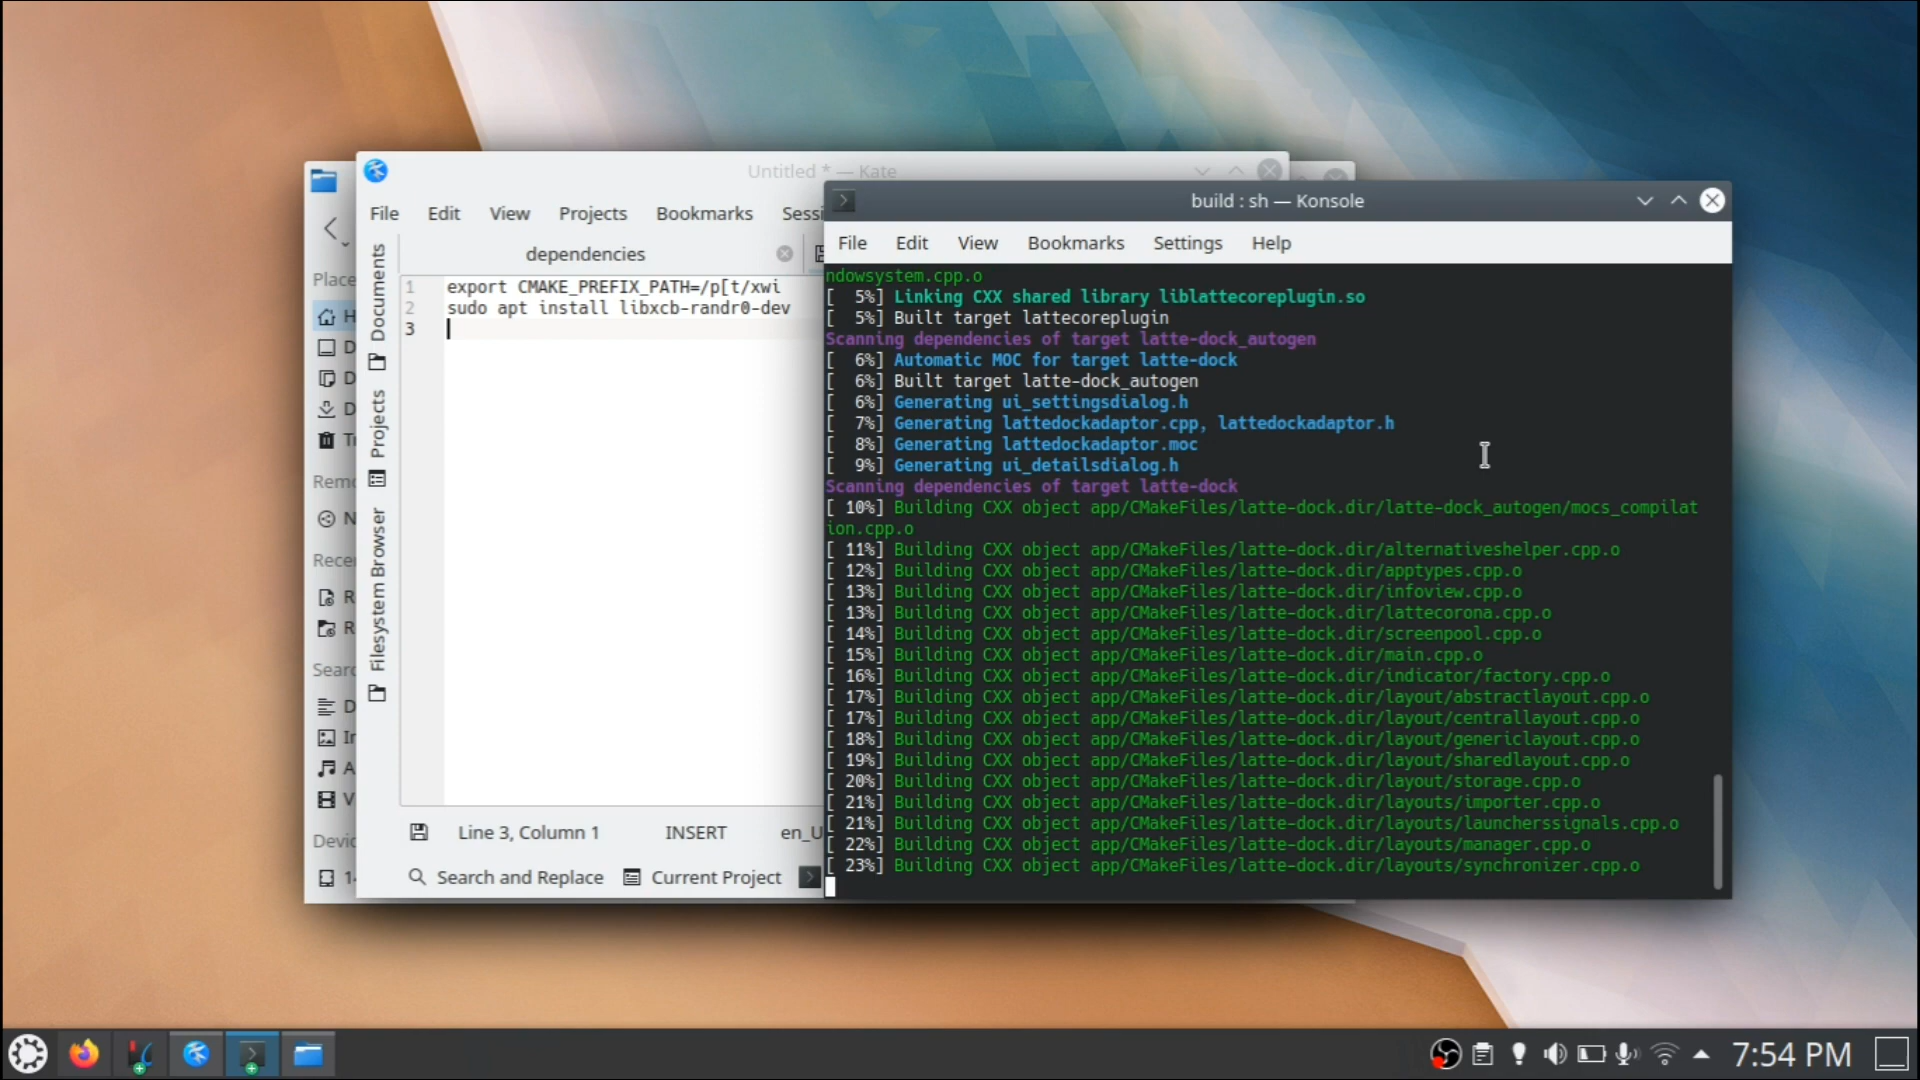 Untitled * — Kate
File Edit View Projects Bookmarks Sessi
dependencies
Documents
Projects
Filesystem Browser
1 export CMAKE_PREFIX_PATH=/p[t/xwi
2 sudo apt install libxcb-randr0-dev
3
Line 3, Column 1 INSERT en_U
Search and Replace Current Project
Place
H
D
D
D
Tr
Remo
N
Rece
R
R
Searc
D
Im
A
V
Devic
14
build : sh — Konsole
File Edit View Bookmarks Settings Help
ndowsystem.cpp.o
[  5%] Linking CXX shared library liblattecoreplugin.so
[  5%] Built target lattecoreplugin
Scanning dependencies of target latte-dock_autogen
[  6%] Automatic MOC for target latte-dock
[  6%] Built target latte-dock_autogen
[  6%] Generating ui_settingsdialog.h
[  7%] Generating lattedockadaptor.cpp, lattedockadaptor.h
[  8%] Generating lattedockadaptor.moc
[  9%] Generating ui_detailsdialog.h
Scanning dependencies of target latte-dock
[ 10%] Building CXX object app/CMakeFiles/latte-dock.dir/latte-dock_autogen/mocs_compilat
ion.cpp.o
[ 11%] Building CXX object app/CMakeFiles/latte-dock.dir/alternativeshelper.cpp.o
[ 12%] Building CXX object app/CMakeFiles/latte-dock.dir/apptypes.cpp.o
[ 13%] Building CXX object app/CMakeFiles/latte-dock.dir/infoview.cpp.o
[ 13%] Building CXX object app/CMakeFiles/latte-dock.dir/lattecorona.cpp.o
[ 14%] Building CXX object app/CMakeFiles/latte-dock.dir/screenpool.cpp.o
[ 15%] Building CXX object app/CMakeFiles/latte-dock.dir/main.cpp.o
[ 16%] Building CXX object app/CMakeFiles/latte-dock.dir/indicator/factory.cpp.o
[ 17%] Building CXX object app/CMakeFiles/latte-dock.dir/layout/abstractlayout.cpp.o
[ 17%] Building CXX object app/CMakeFiles/latte-dock.dir/layout/centrallayout.cpp.o
[ 18%] Building CXX object app/CMakeFiles/latte-dock.dir/layout/genericlayout.cpp.o
[ 19%] Building CXX object app/CMakeFiles/latte-dock.dir/layout/sharedlayout.cpp.o
[ 20%] Building CXX object app/CMakeFiles/latte-dock.dir/layout/storage.cpp.o
[ 21%] Building CXX object app/CMakeFiles/latte-dock.dir/layouts/importer.cpp.o
[ 21%] Building CXX object app/CMakeFiles/latte-dock.dir/layouts/launcherssignals.cpp.o
[ 22%] Building CXX object app/CMakeFiles/latte-dock.dir/layouts/manager.cpp.o
[ 23%] Building CXX object app/CMakeFiles/latte-dock.dir/layouts/synchronizer.cpp.o
7:54 PM